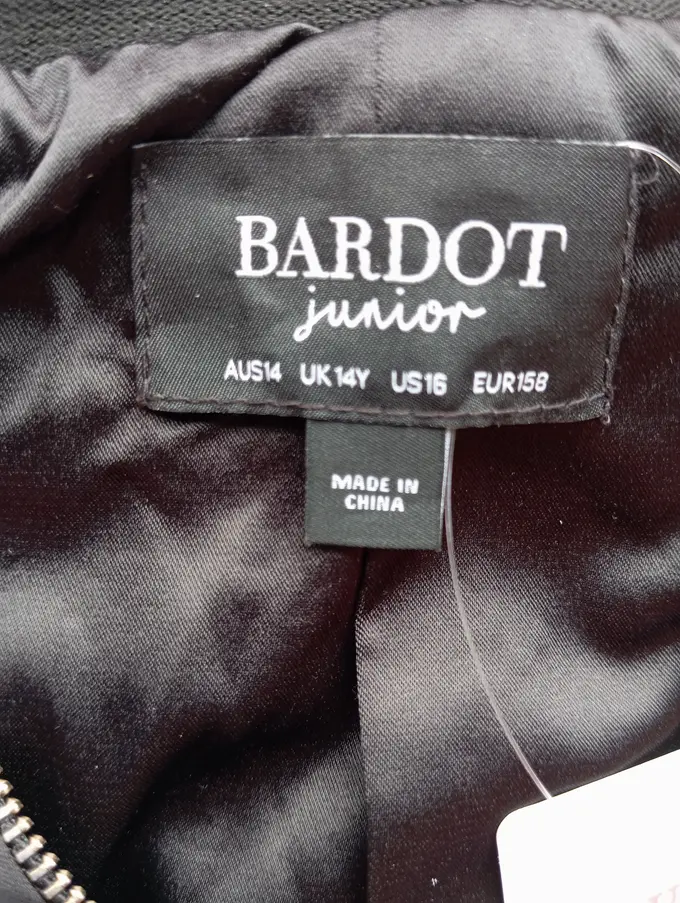 BARDOT
junior
AUS14 UK14Y US16 EUR158
MADE IN
CHINA